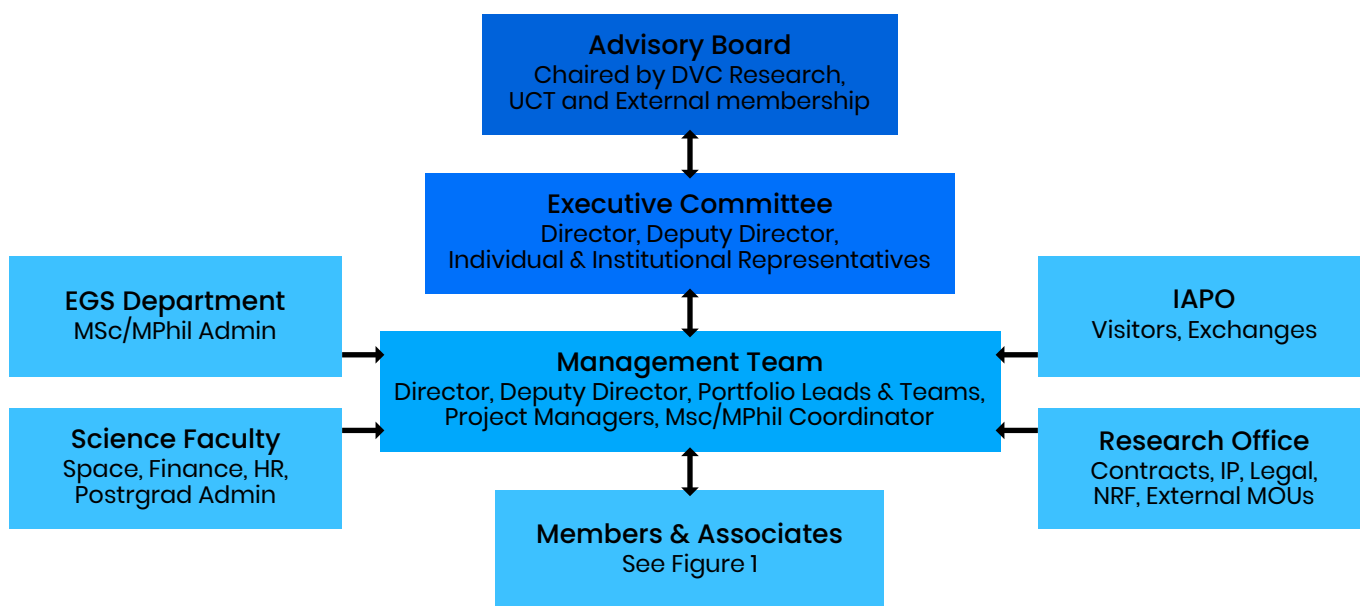 Advisory Board
Chaired by DVC Research,
UCT and External membership
Executive Committee
Director, Deputy Director,
Individual & Institutional Representatives
EGS Department
MSc/MPhil Admin
IAPO
Visitors, Exchanges
Management Team
Director, Deputy Director, Portfolio Leads & Teams,
Project Managers, Msc/MPhil Coordinator
Science Faculty
Space, Finance, HR,
Postrgrad Admin
Research Office
Contracts, IP, Legal,
NRF, External MOUs
Members & Associates
See Figure 1